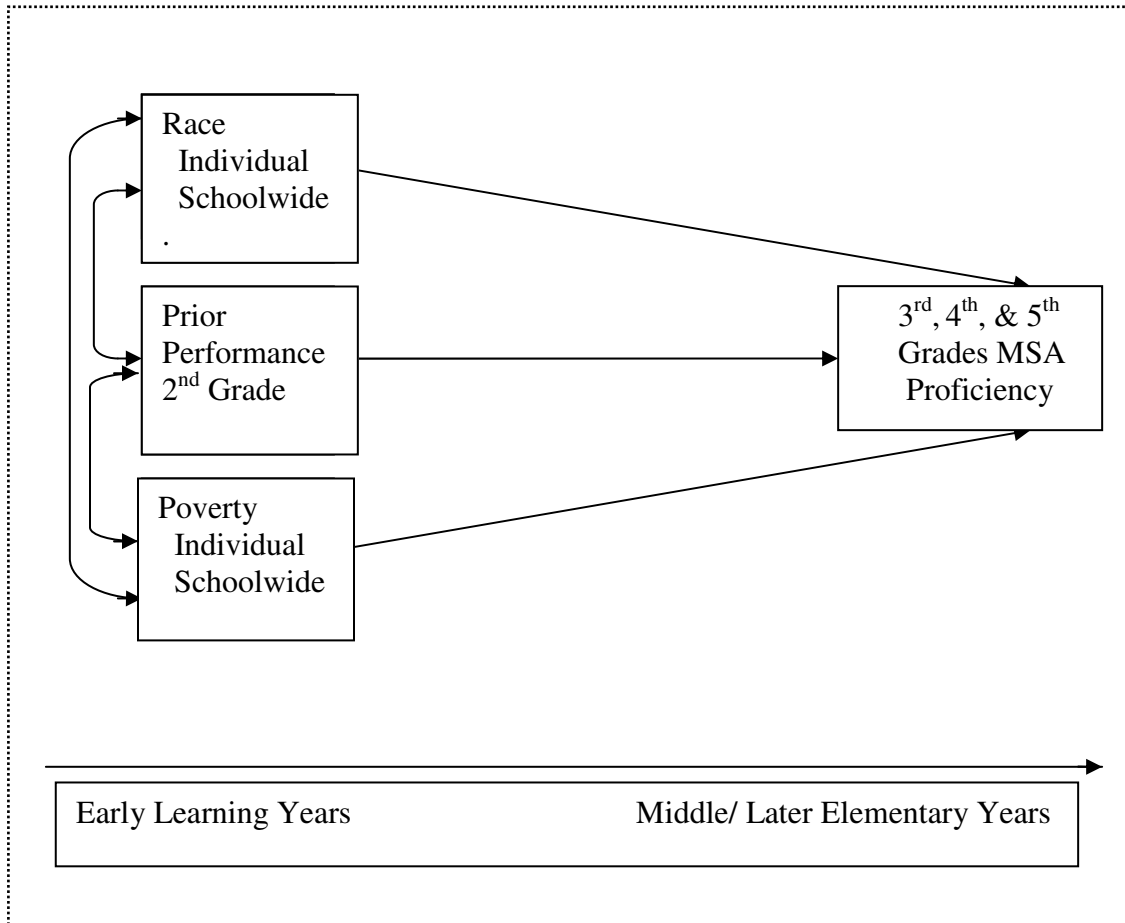 Race
Individual
Schoolwide
.
Prior
Performance
2nd Grade
Poverty
Individual
Schoolwide
3rd, 4th, & 5th
Grades MSA
Proficiency
Early Learning Years
Middle/ Later Elementary Years